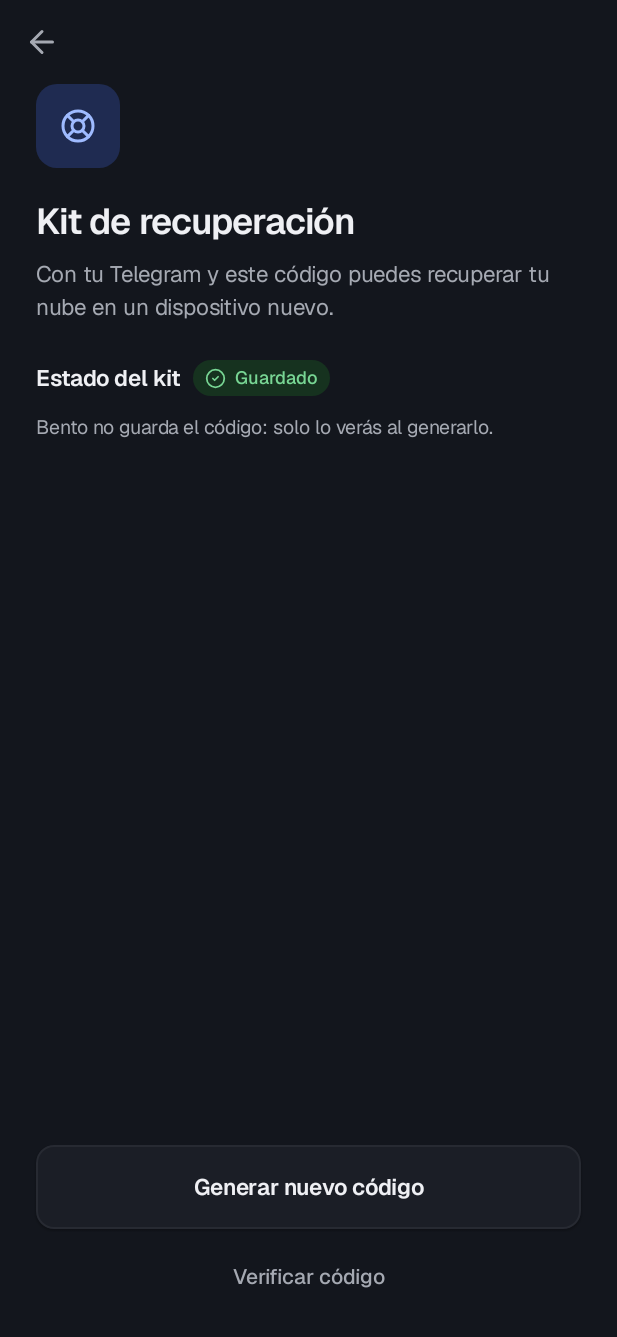 Kit de recuperación
Con tu Telegram y este código puedes recuperar tu
nube en un dispositivo nuevo.
Estado del kit Guardado
Bento no guarda el código: solo lo verás al generarlo.
Generar nuevo código
Verificar código